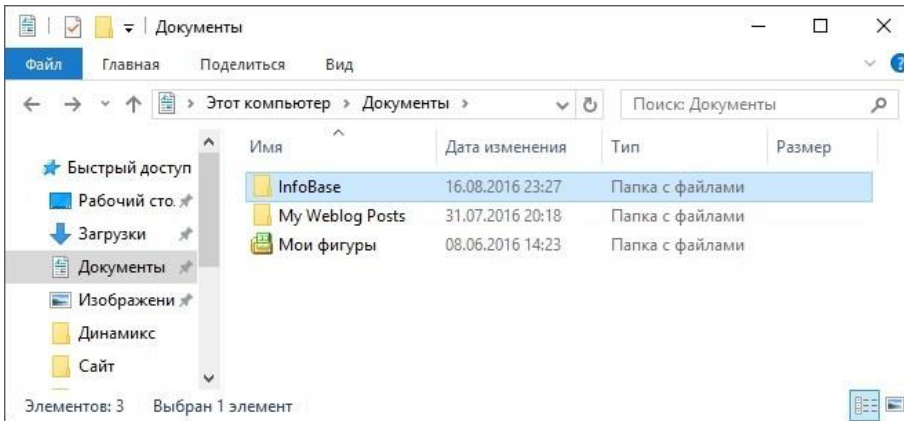 Документы
Файл Главная Поделиться Вид
Этот компьютер Документы Поиск: Документы
Имя Дата изменения Тип Размер
Быстрый доступ
InfoBase 16.08.2016 23:27 Папка с файлами
Рабочий сто.
My Weblog Posts 31.07.2016 20:18 Папка с файлами
Загрузки
Мои фигуры 08.06.2016 14:23 Папка с файлами
Документы
Изображени
Динамикс
Сайт
Элементов: 3 Выбран 1 элемент